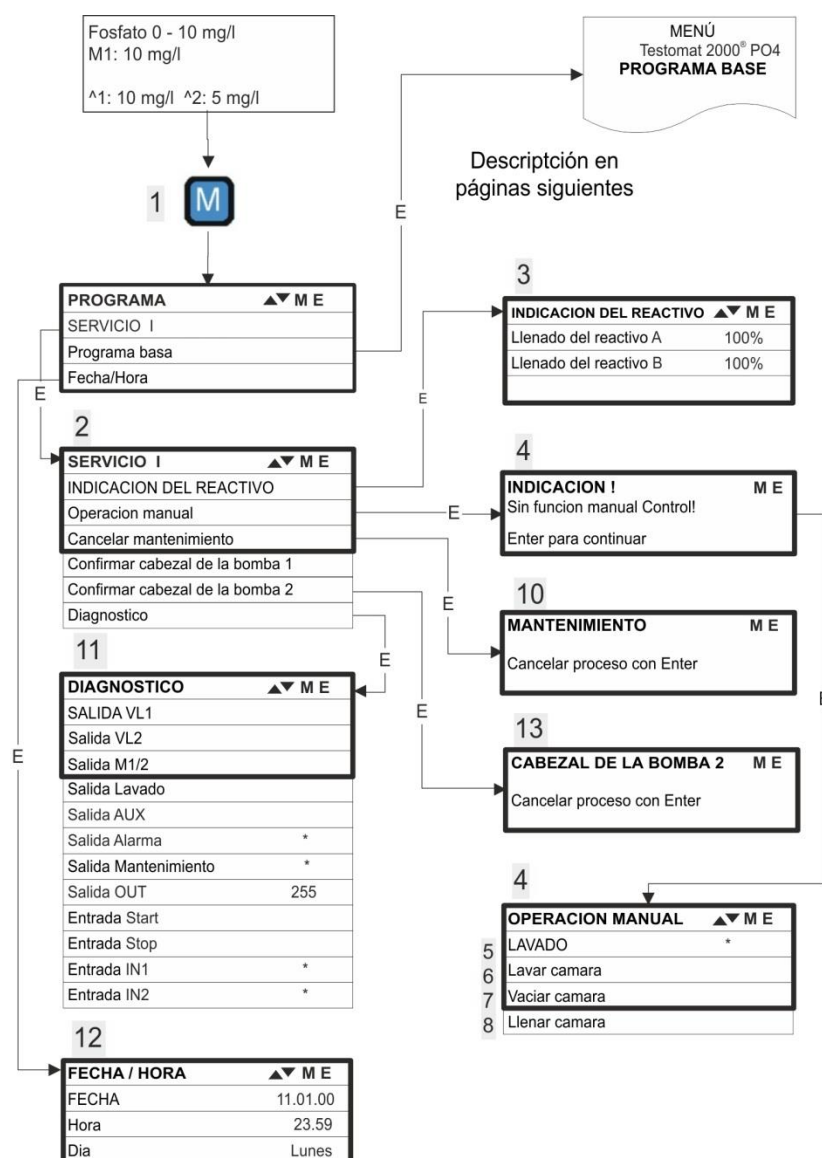 Fosfato 0 - 10 mg/l
M1: 10 mg/l
^1: 10 mg/l ^2: 5 mg/l
MENÚ
Testomat 2000® PO4
PROGRAMA BASE
Descriptción en
páginas siguientes
1
M
E
PROGRAMA ▲▼ M E
SERVICIO I
Programa basa
Fecha/Hora
E
3
INDICACION DEL REACTIVO ▲▼ M E
Llenado del reactivo A 100%
Llenado del reactivo B 100%
E
2
SERVICIO I ▲▼ M E
INDICACION DEL REACTIVO
Operacion manual
Cancelar mantenimiento
Confirmar cabezal de la bomba 1
Confirmar cabezal de la bomba 2
Diagnostico
E
4
INDICACION ! M E
Sin funcion manual Control!
Enter para continuar
E
10
MANTENIMIENTO M E
Cancelar proceso con Enter
E
11
DIAGNOSTICO ▲▼ M E
SALIDA VL1
Salida VL2
Salida M1/2
Salida Lavado
Salida AUX
Salida Alarma *
Salida Mantenimiento *
Salida OUT 255
Entrada Start
Entrada Stop
Entrada IN1 *
Entrada IN2 *
E
E
13
CABEZAL DE LA BOMBA 2 M E
Cancelar proceso con Enter
4
OPERACION MANUAL ▲▼ M E
5 LAVADO *
6 Lavar camara
7 Vaciar camara
8 Llenar camara
12
FECHA / HORA ▲▼ M E
FECHA 11.01.00
Hora 23.59
Dia Lunes